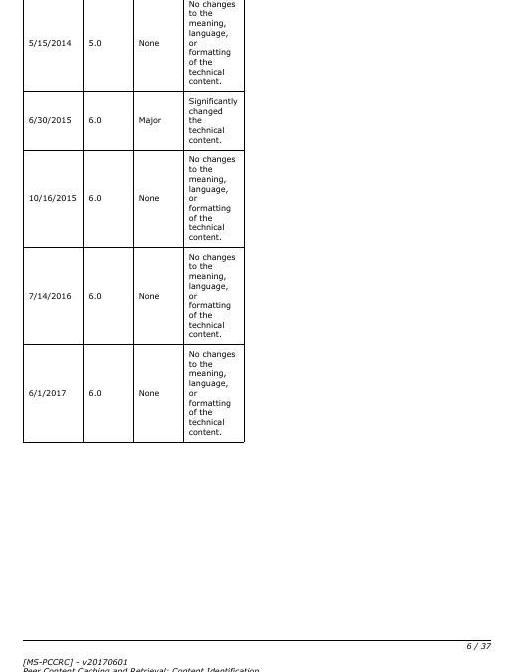 No changes
to the
meaning,
language,
5/15/2014 5.0 None or
formatting
of the
technical
content.
Significantly
changed
6/30/2015 6.0 Major the
technical
content.
No changes
to the
meaning,
language,
10/16/2015 6.0 None or
formatting
of the
technical
content.
No changes
to the
meaning,
language,
7/14/2016 6.0 None or
formatting
of the
technical
content.
No changes
to the
meaning,
language,
6/1/2017 6.0 None or
formatting
of the
technical
content.
6 / 37
[MS-PCCRC] - v20170601
Peer Content Caching and Retrieval: Content Identification